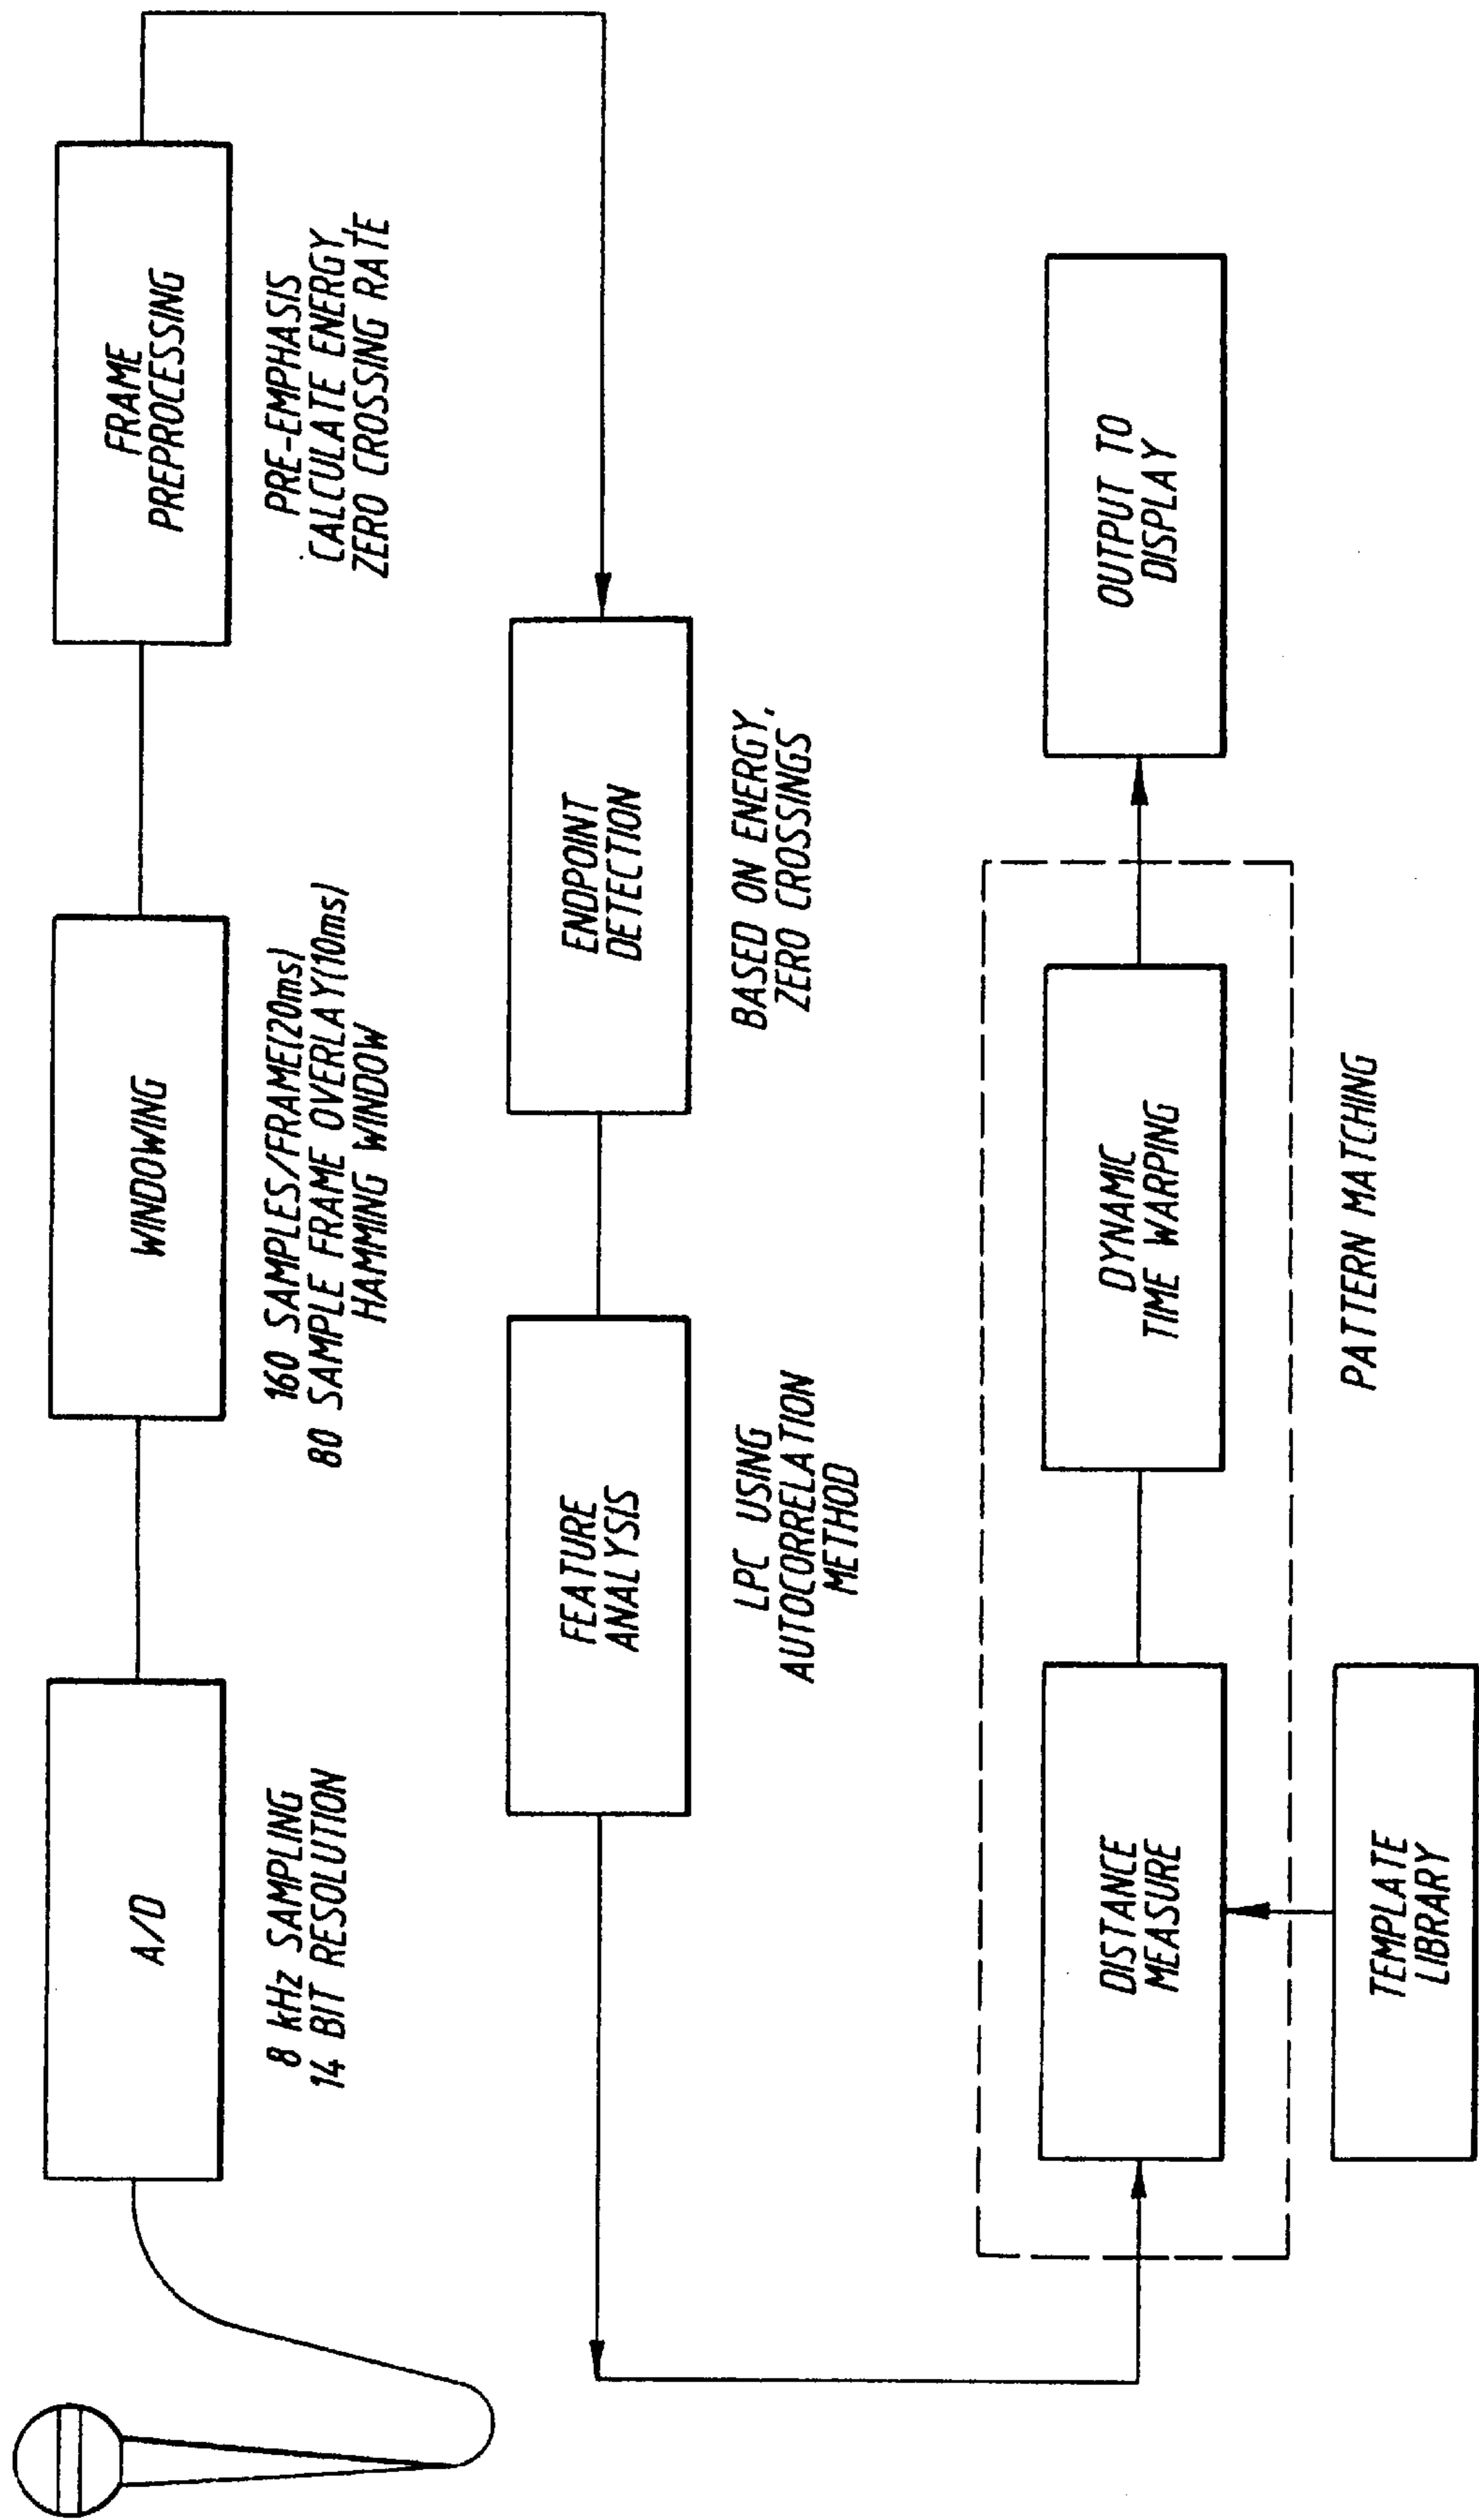 A/D
8 kHz SAMPLING
14 BIT RESOLUTION
WINDOWING
160 SAMPLES/FRAME(20ms)
80 SAMPLE FRAME OVERLAY(10ms)
HAMMING WINDOW
FRAME
PREPROCESSING
PRE-EMPHASIS
CALCULATE ENERGY,
ZERO CROSSING RATE
FEATURE
ANALYSIS
LPC USING
AUTOCORRELATION
METHOD
ENDPOINT
DETECTION
BASED ON ENERGY,
ZERO CROSSINGS
DISTANCE
MEASURE
DYNAMIC
TIME WARPING
OUTPUT TO
DISPLAY
PATTERN MATCHING
TEMPLATE
LIBRARY